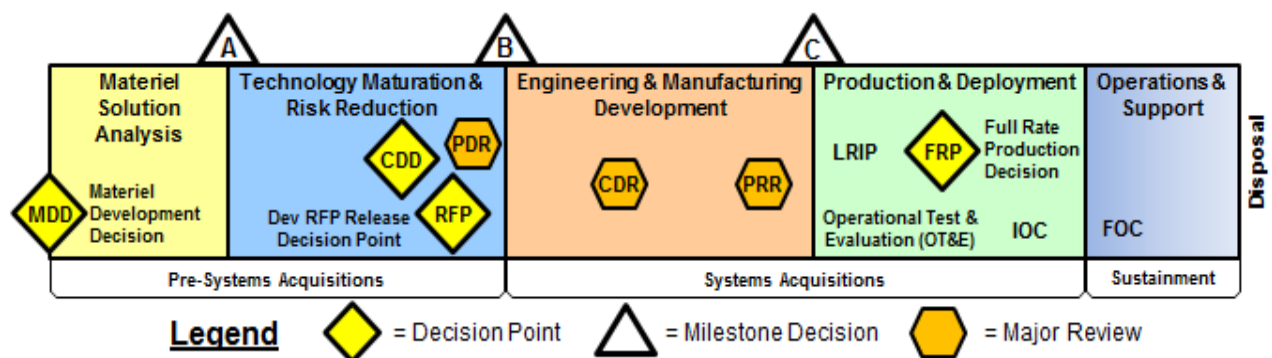 A
B
C
Materiel
Solution
Analysis
MDD
Materiel
Development
Decision
Technology Maturation &
Risk Reduction
CDD
PDR
Dev RFP Release
Decision Point
RFP
Engineering & Manufacturing
Development
CDR
PRR
Production & Deployment
LRIP
FRP
Full Rate
Production
Decision
Operational Test &
Evaluation (OT&E)
IOC
Operations &
Support
FOC
Disposal
Pre-Systems Acquisitions
Systems Acquisitions
Sustainment
Legend
= Decision Point
= Milestone Decision
= Major Review